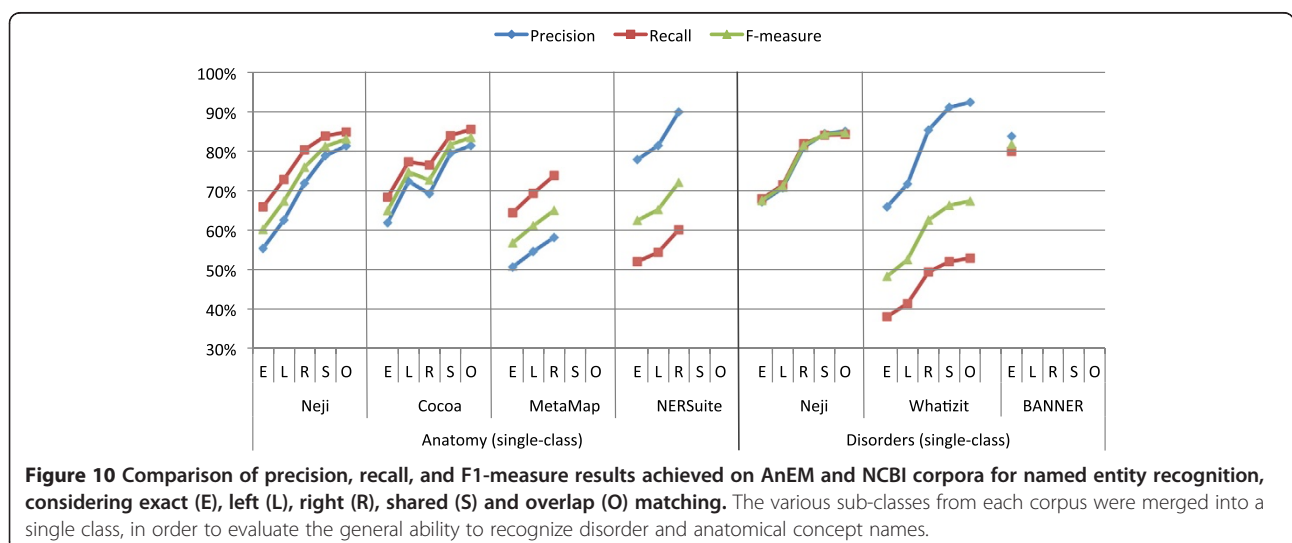 Precision Recall F-measure
100%
90%
80%
70%
60%
50%
40%
30%
E L R S O E L R S O E L R S O E L R S O E L R S O E L R S O E L R S O
Neji Cocoa MetaMap NERSuite Neji Whatizit BANNER
Anatomy (single-class) Disorders (single-class)
Figure 10 Comparison of precision, recall, and F1-measure results achieved on AnEM and NCBI corpora for named entity recognition,
considering exact (E), left (L), right (R), shared (S) and overlap (O) matching. The various sub-classes from each corpus were merged into a
single class, in order to evaluate the general ability to recognize disorder and anatomical concept names.